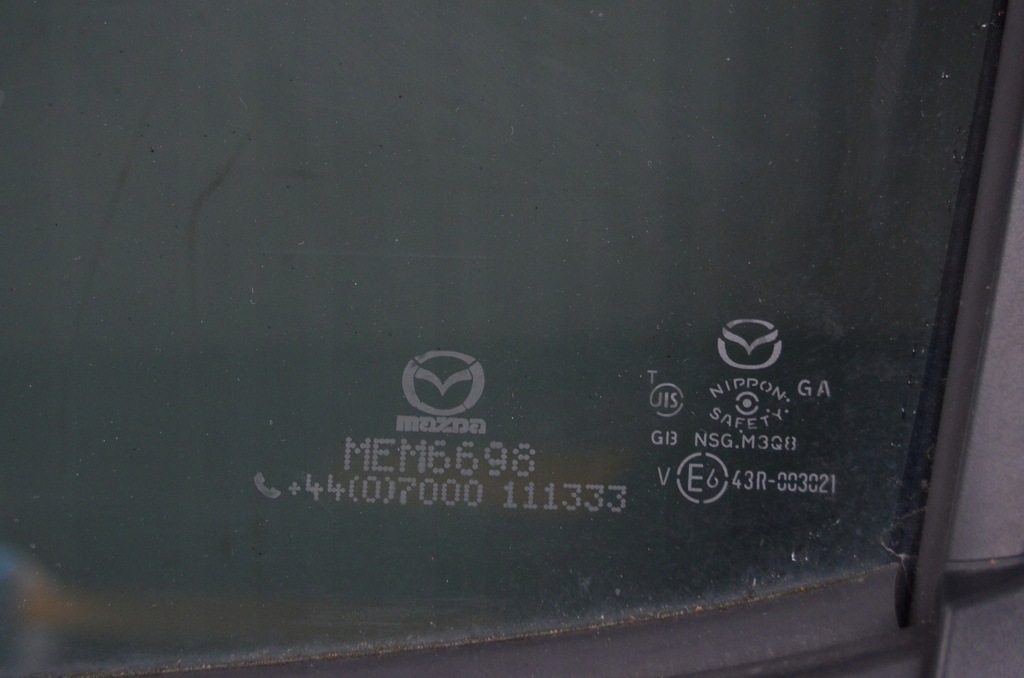 mazda
MEM6698
+44(0)7000 111333
T
JIS
NIPPON
SAFETY
GA
GB NSG.M3Q8
V E6 43R-003021